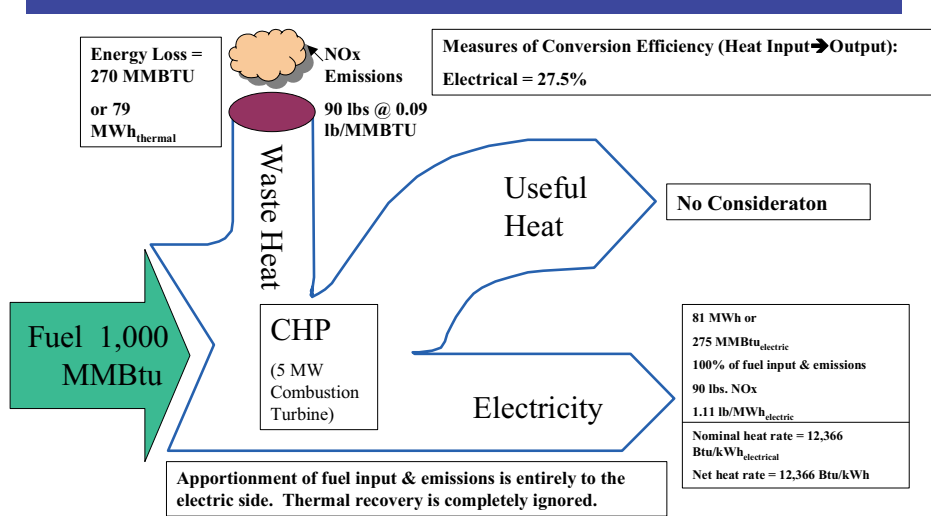 Energy Loss =
270 MMBTU
or 79
MWhthermal
NOx
Emissions
90 lbs @ 0.09
lb/MMBTU
Measures of Conversion Efficiency (Heat Input➔Output):
Electrical = 27.5%
Waste Heat
Useful
Heat
No Consideraton
Fuel 1,000
MMBtu
CHP
(5 MW
Combustion
Turbine)
Electricity
81 MWh or
275 MMBtuelectric
100% of fuel input & emissions
90 lbs. NOx
1.11 lb/MWhelectric
Nominal heat rate = 12,366
Btu/kWhelectrical
Net heat rate = 12,366 Btu/kWh
Apportionment of fuel input & emissions is entirely to the
electric side.  Thermal recovery is completely ignored.